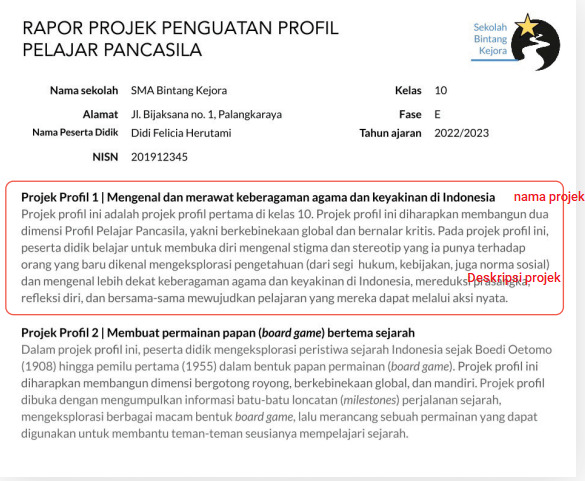 RAPOR PROJEK PENGUATAN PROFIL
PELAJAR PANCASILA
Sekolah
Bintang
Kejora
Nama sekolah SMA Bintang Kejora Kelas 10
Alamat Jl. Bijaksana no. 1, Palangkaraya Fase E
Nama Peserta Didik Didi Felicia Herutami Tahun ajaran 2022/2023
NISN 201912345
Projek Profil 1 | Mengenal dan merawat keberagaman agama dan keyakinan di Indonesia nama projek
Projek profil ini adalah projek profil pertama di kelas 10. Projek profil ini diharapkan membangun dua
dimensi Profil Pelajar Pancasila, yakni berkebinekaan global dan bernalar kritis. Pada projek profil ini,
peserta didik belajar untuk membuka diri mengenal stigma dan stereotip yang ia punya terhadap
orang yang baru dikenal mengeksplorasi pengetahuan (dari segi hukum, kebijakan, juga norma sosial)
Deskripsi projek
dan mengenal lebih dekat keberagaman agama dan keyakinan di Indonesia, mereduksi prasangka,
refleksi diri, dan bersama-sama mewujudkan pelajaran yang mereka dapat melalui aksi nyata.
Projek Profil 2 | Membuat permainan papan (board game) bertema sejarah
Dalam projek profil ini, peserta didik mengeksplorasi peristiwa sejarah Indonesia sejak Boedi Oetomo
(1908) hingga pemilu pertama (1955) dalam bentuk papan permainan (board game). Projek profil ini
diharapkan membangun dimensi bergotong royong, berkebinekaan global, dan mandiri. Projek profil
dibuka dengan mengumpulkan informasi batu-batu loncatan (milestones) perjalanan sejarah,
mengeksplorasi berbagai macam bentuk board game, lalu merancang sebuah permainan yang dapat
digunakan untuk membantu teman-teman seusianya mempelajari sejarah.